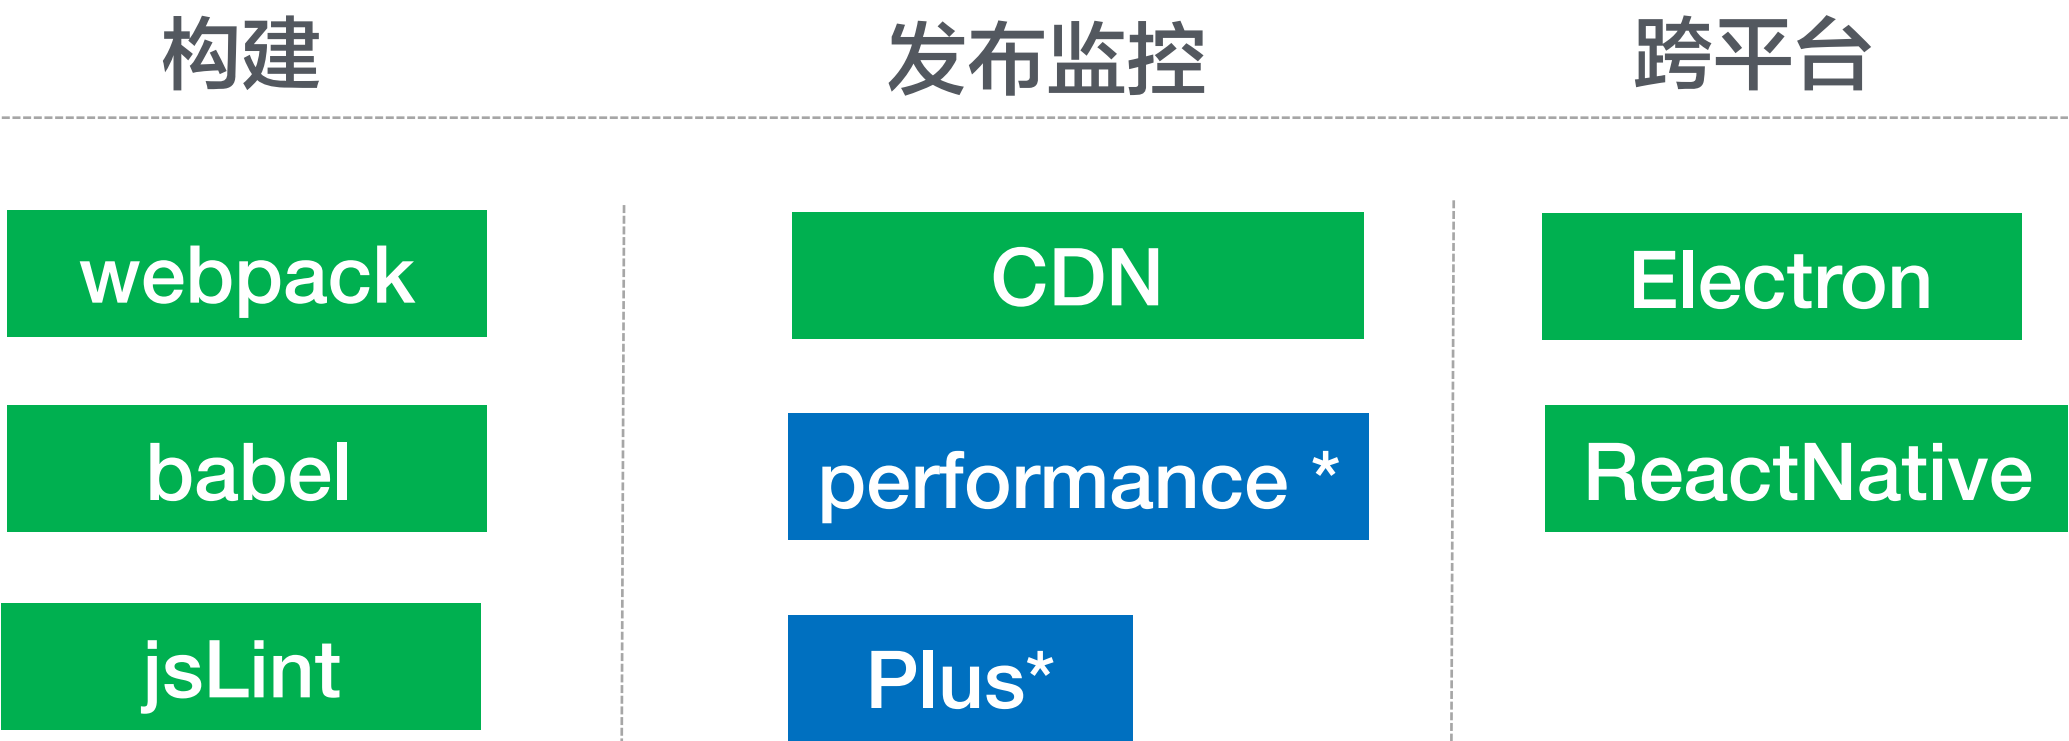 构建
发布监控
跨平台
webpack
CDN
Electron
babel
performance *
ReactNative
jsLint
Plus*